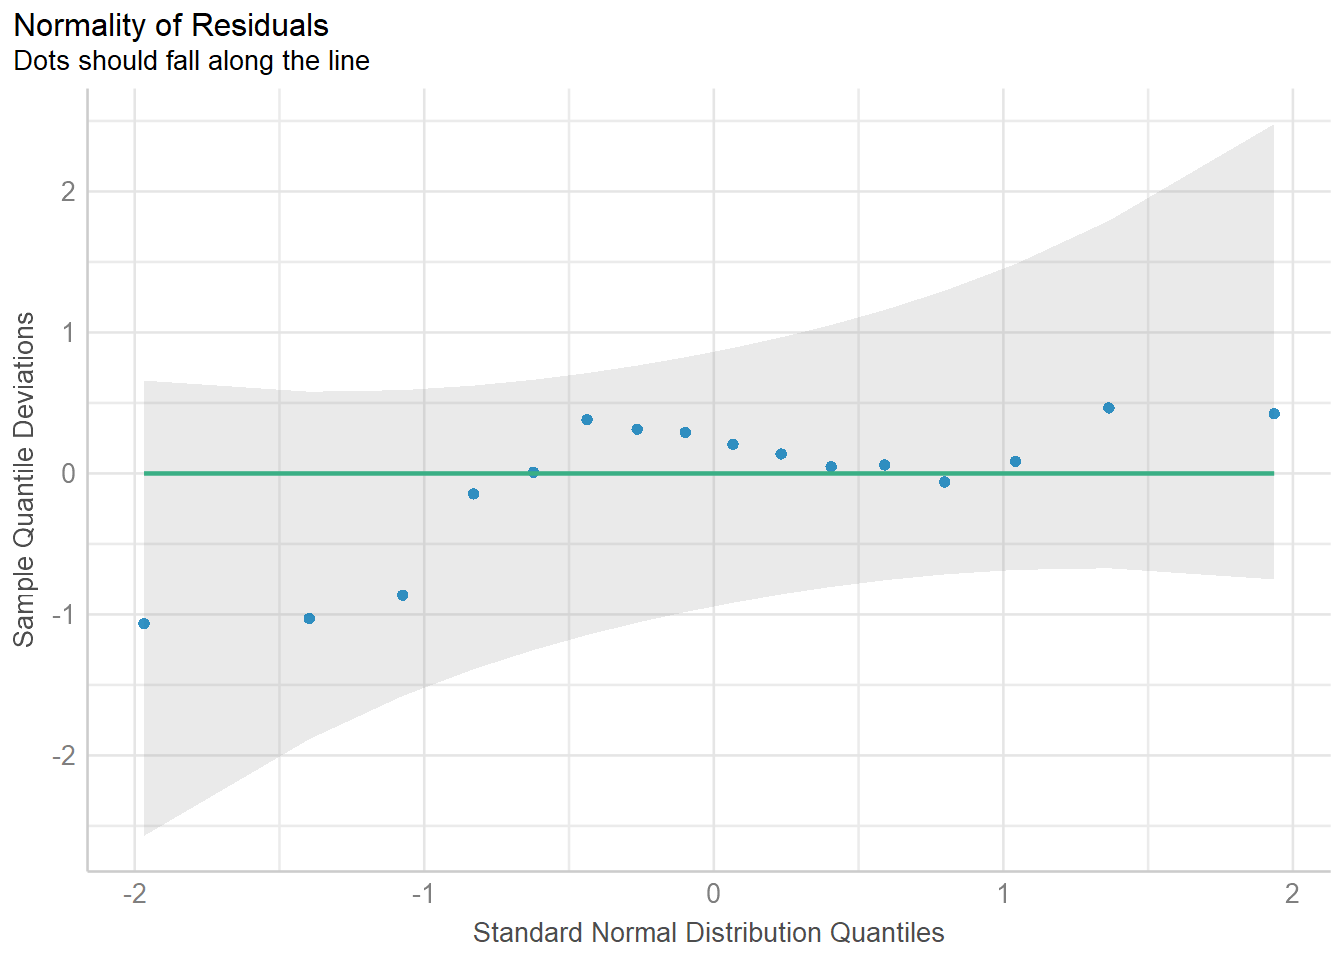 Normality of Residuals
Dots should fall along the line
Sample Quantile Deviations
2
1
0
-1
-2
-2
-1
0
1
2
Standard Normal Distribution Quantiles